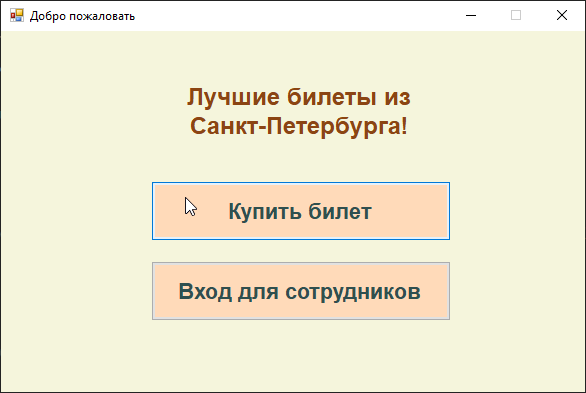 Добро пожаловать
Лучшие билеты из
Санкт-Петербурга!
Купить билет
Вход для сотрудников